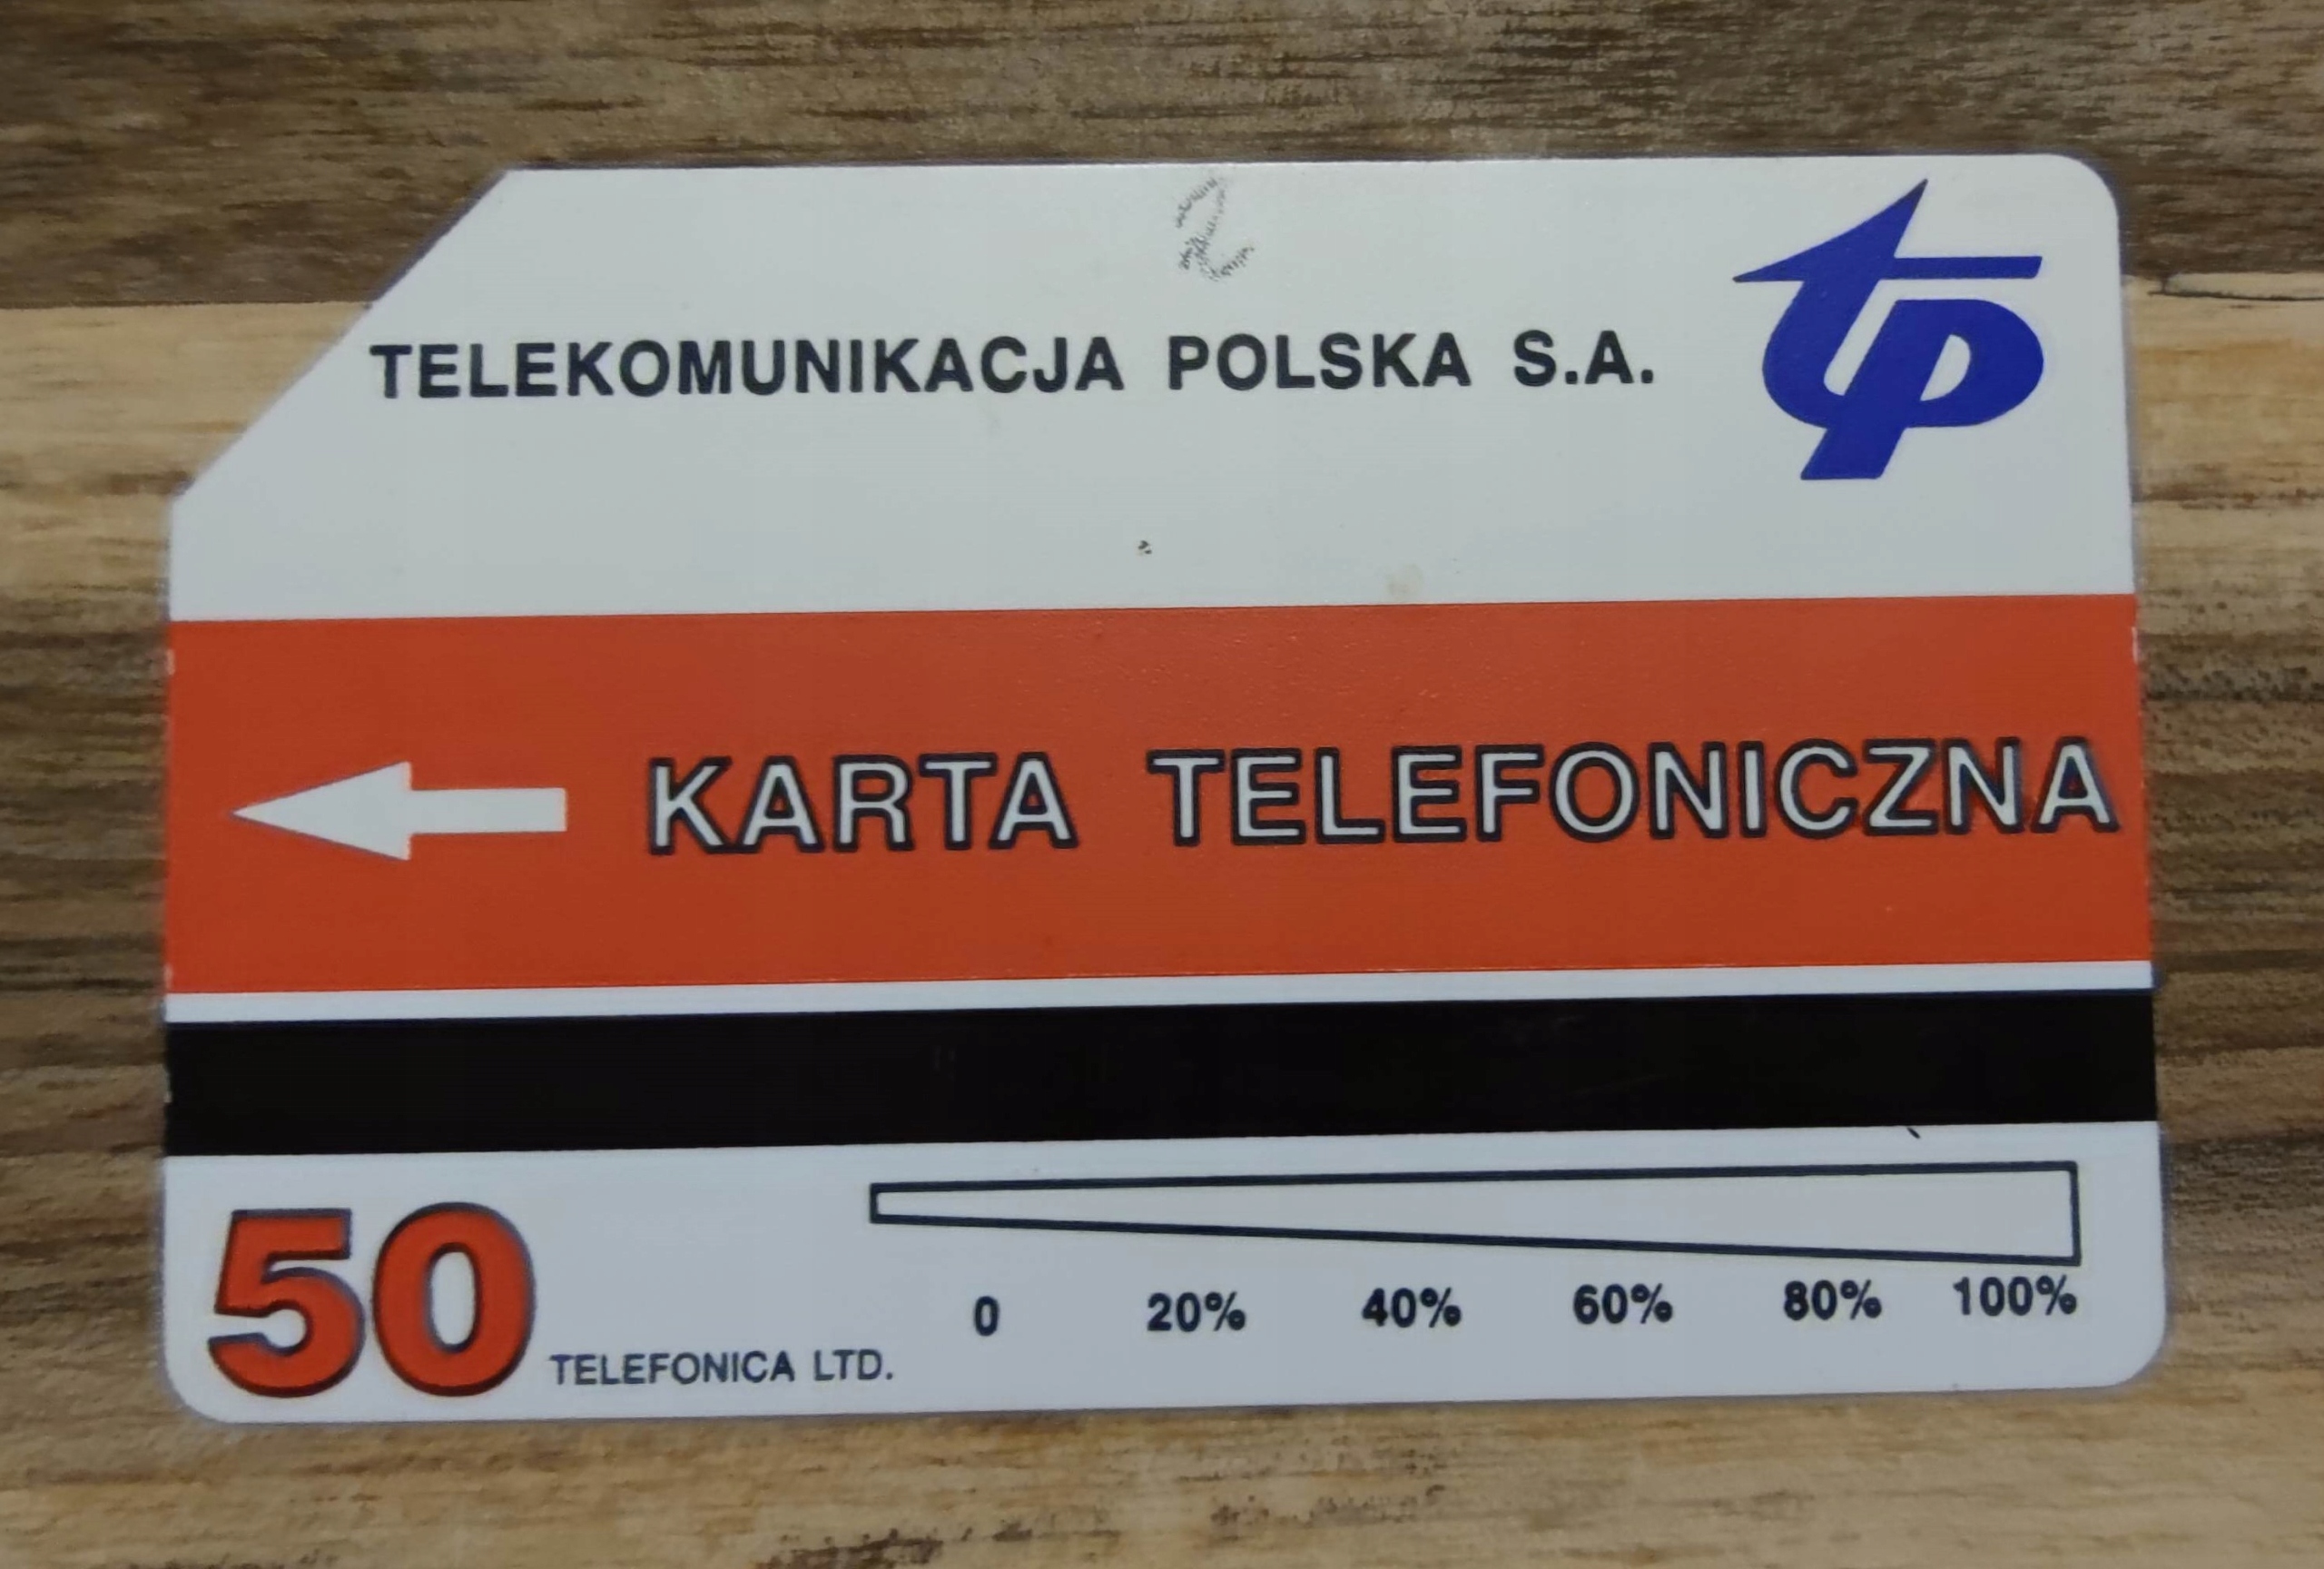 TELEKOMUNIKACJA POLSKA S.A.
tp
KARTA TELEFONICZNA
50
TELEFONICA LTD.
0 20% 40% 60% 80% 100%